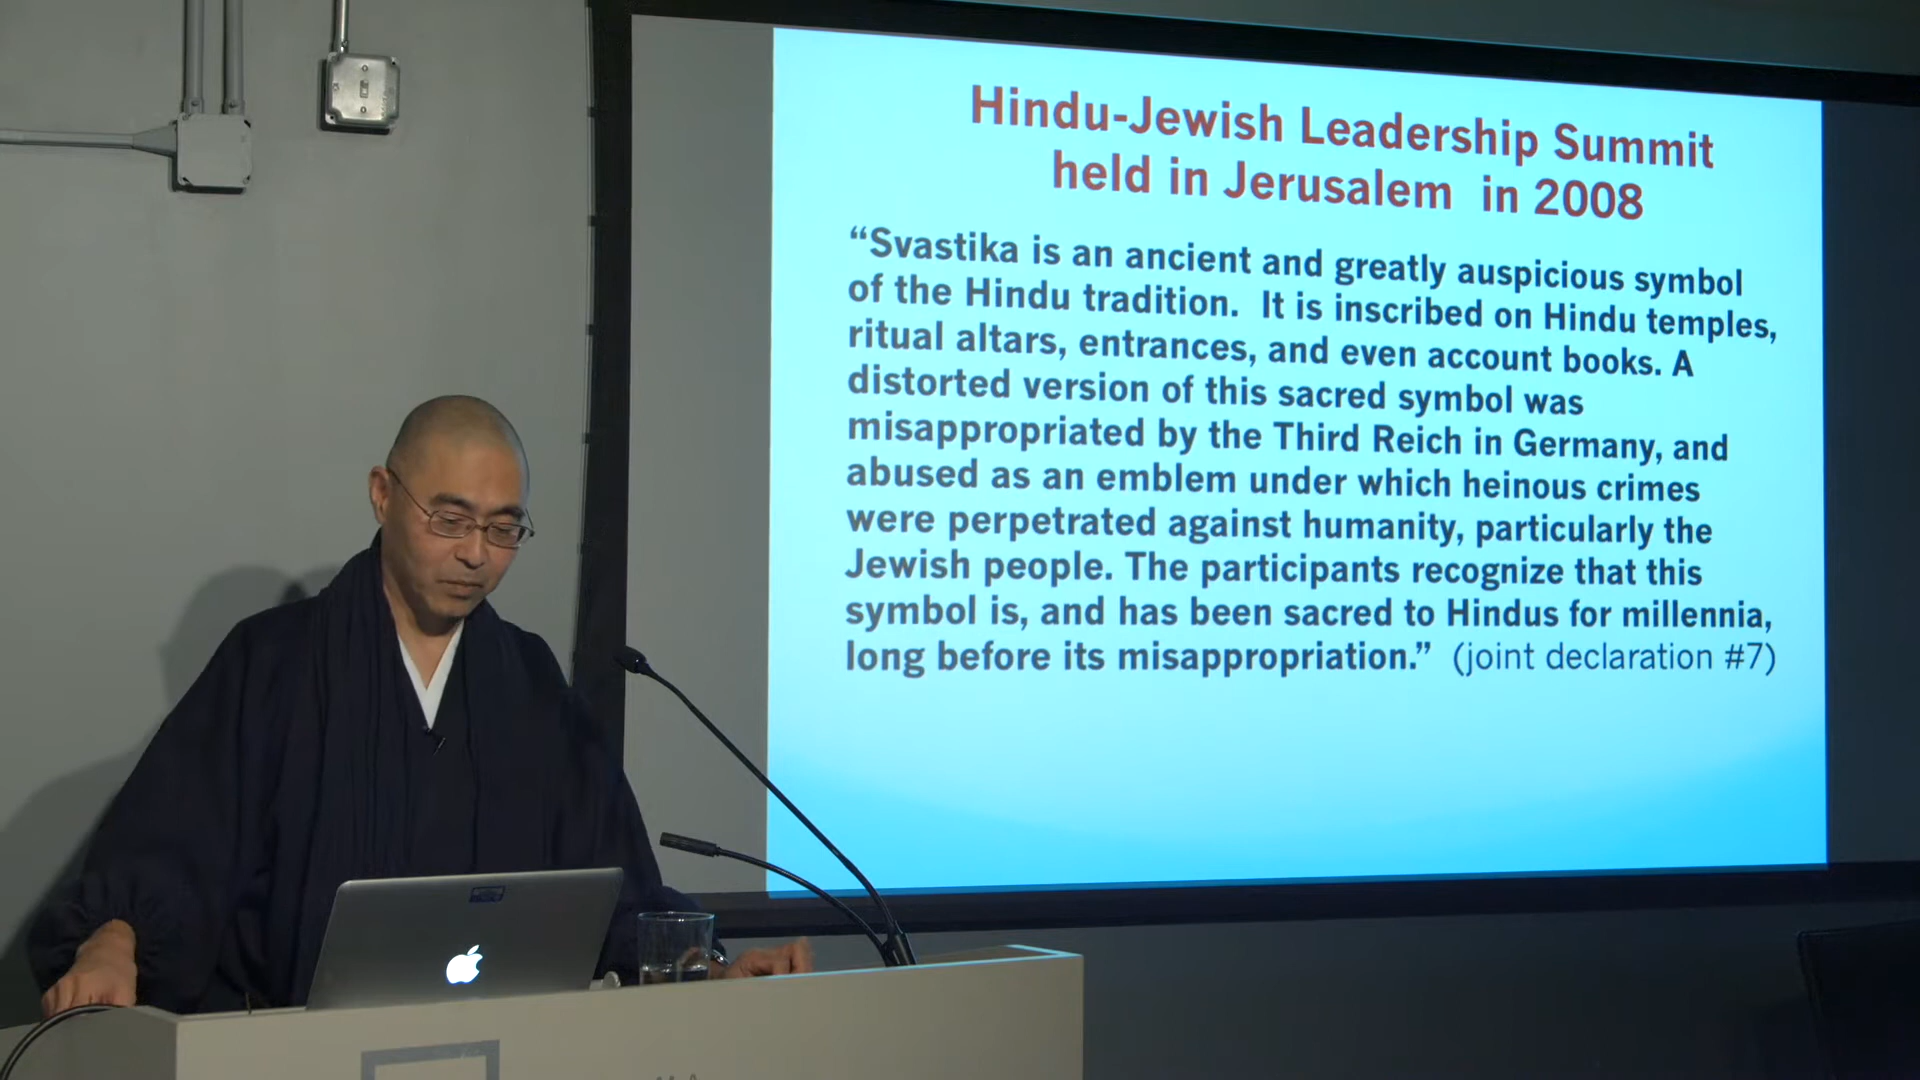 Hindu-Jewish Leadership Summit
held in Jerusalem in 2008
“Svastika is an ancient and greatly auspicious symbol
of the Hindu tradition. It is inscribed on Hindu temples,
ritual altars, entrances, and even account books. A
distorted version of this sacred symbol was
misappropriated by the Third Reich in Germany, and
abused as an emblem under which heinous crimes
were perpetrated against humanity, particularly the
Jewish people. The participants recognize that this
symbol is, and has been sacred to Hindus for millennia,
long before its misappropriation.” (joint declaration #7)